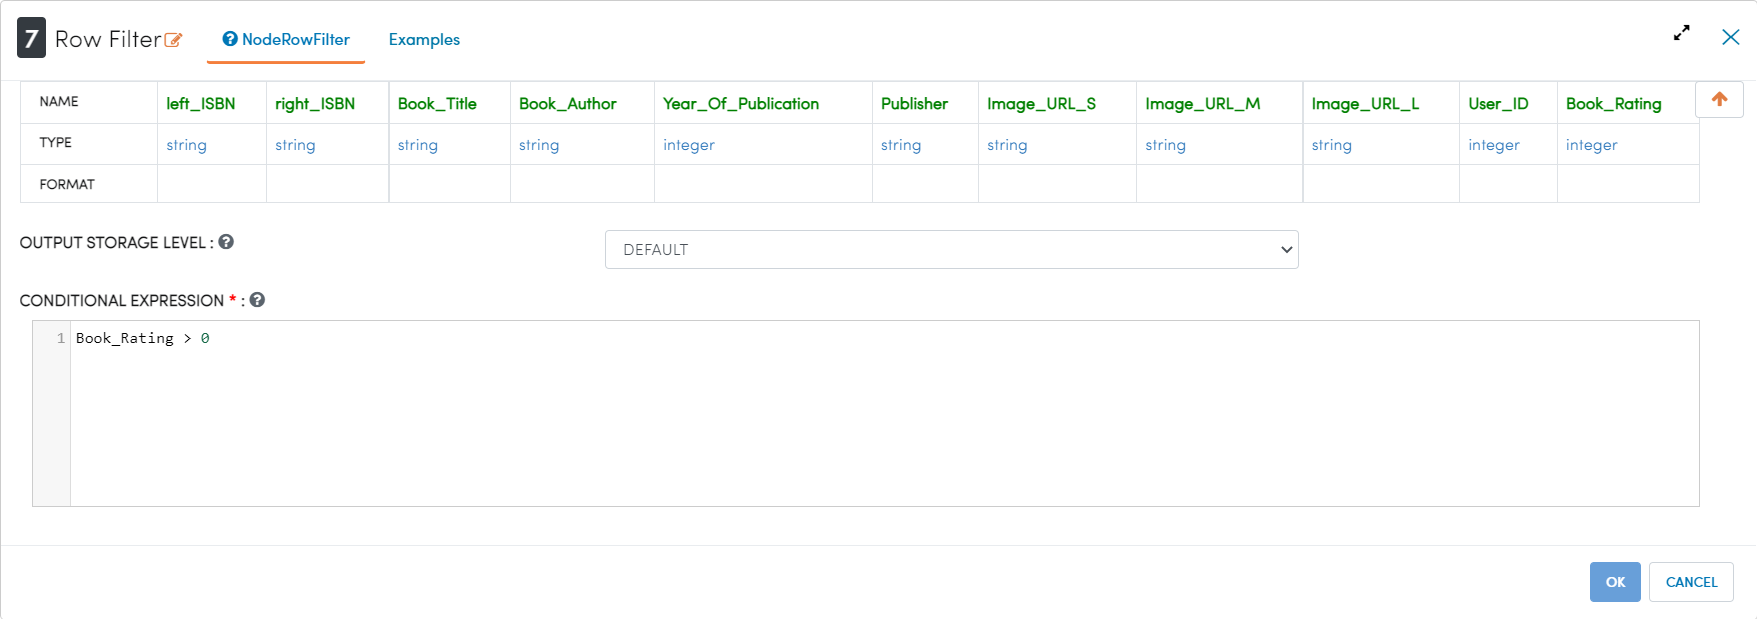 7 Row Filter NodeRowFilter Examples
NAME left_ISBN right_ISBN Book_Title Book_Author Year_Of_Publication Publisher Image_URL_S Image_URL_M Image_URL_L User_ID Book_Rating
TYPE string string string string integer string string string string integer integer
FORMAT
OUTPUT STORAGE LEVEL : DEFAULT
CONDITIONAL EXPRESSION * :
1 Book_Rating > 0
OK CANCEL